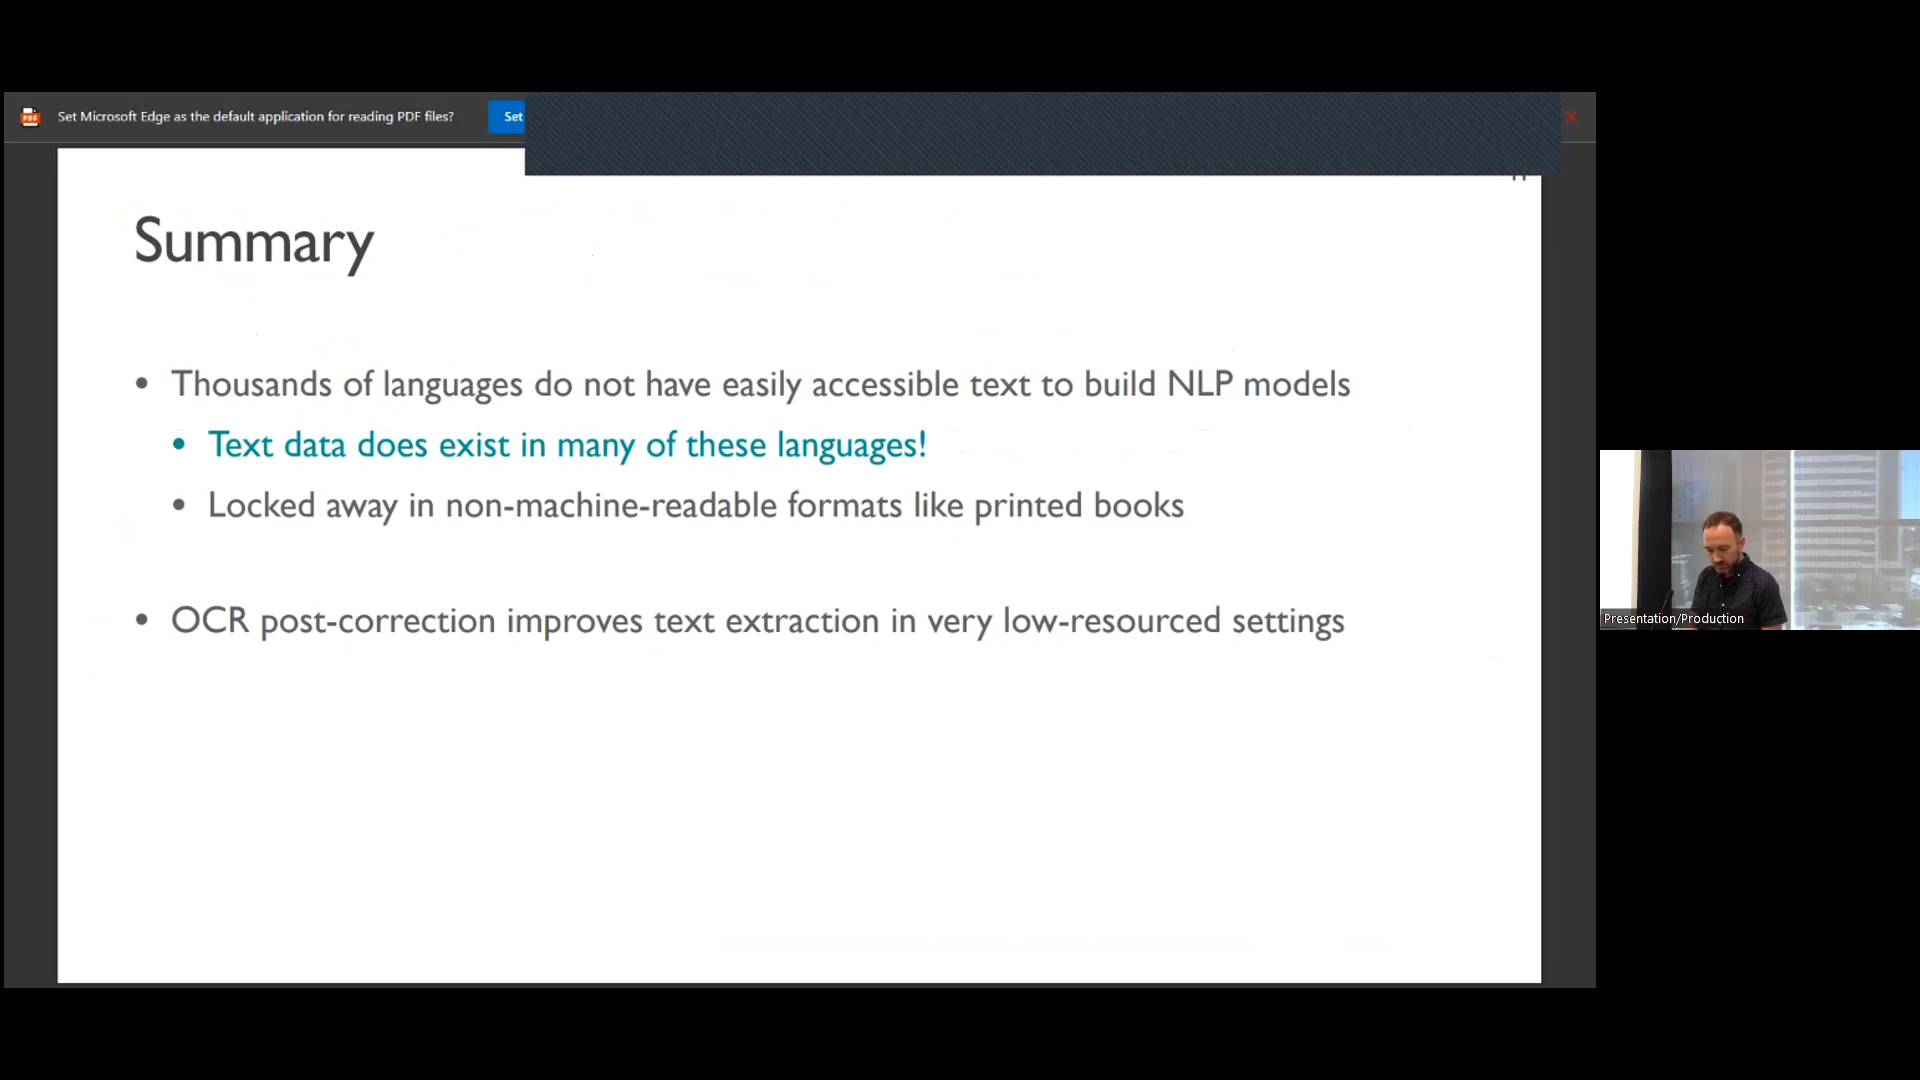 Set Microsoft Edge as the default application for reading PDF files?
Set
Summary
• Thousands of languages do not have easily accessible text to build NLP models
• Text data does exist in many of these languages!
• Locked away in non-machine-readable formats like printed books
• OCR post-correction improves text extraction in very low-resourced settings
Presentation/Production